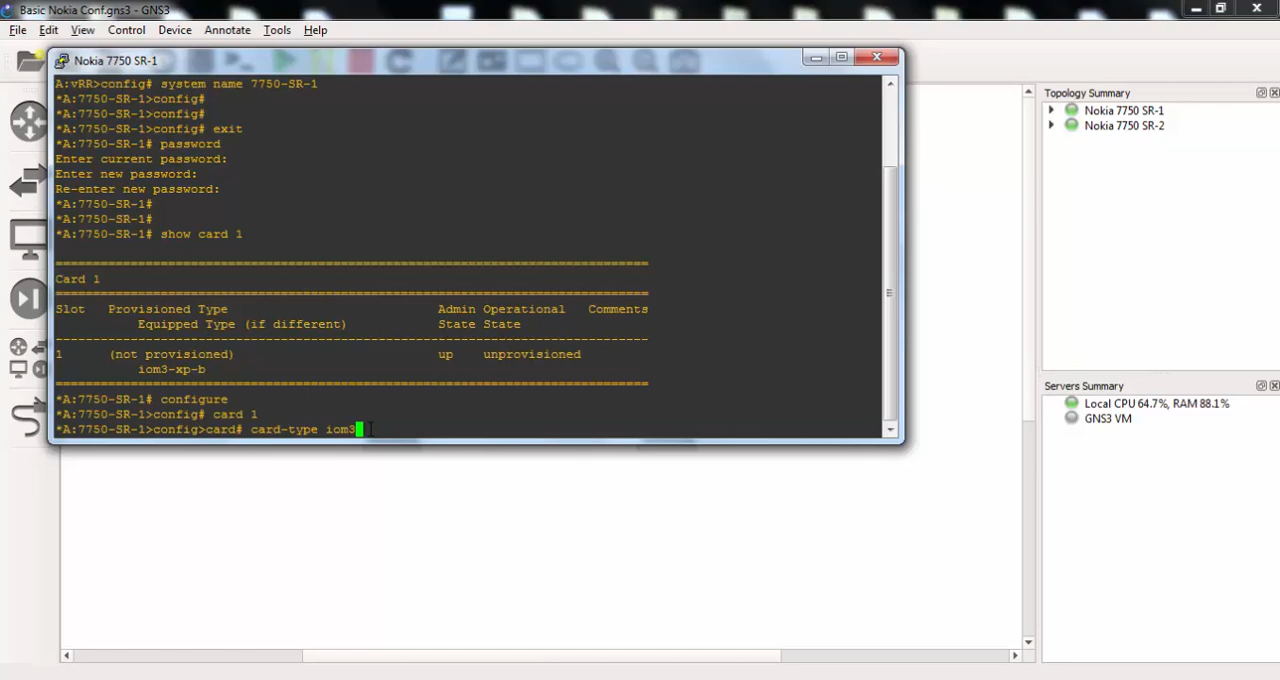 Basic Nokia Conf.gns3 - GNS3
File Edit View Control Device Annotate Tools Help
Nokia 7750 SR-1
A:vRR>config# system name 7750-SR-1
*A:7750-SR-1>config#
*A:7750-SR-1>config#
*A:7750-SR-1>config# exit
*A:7750-SR-1# password
Enter current password:
Enter new password:
Re-enter new password:
*A:7750-SR-1#
*A:7750-SR-1#
*A:7750-SR-1# show card 1
===============================================================================
Card 1
===============================================================================
Slot Provisioned Type Admin Operational Comments
Equipped Type (if different) State State
-------------------------------------------------------------------------------
1 (not provisioned) up unprovisioned
iom3-xp-b
===============================================================================
*A:7750-SR-1# configure
*A:7750-SR-1>config# card 1
*A:7750-SR-1>config>card# card-type iom3
Topology Summary
Nokia 7750 SR-1
Nokia 7750 SR-2
Servers Summary
Local CPU 64.7%, RAM 88.1%
GNS3 VM